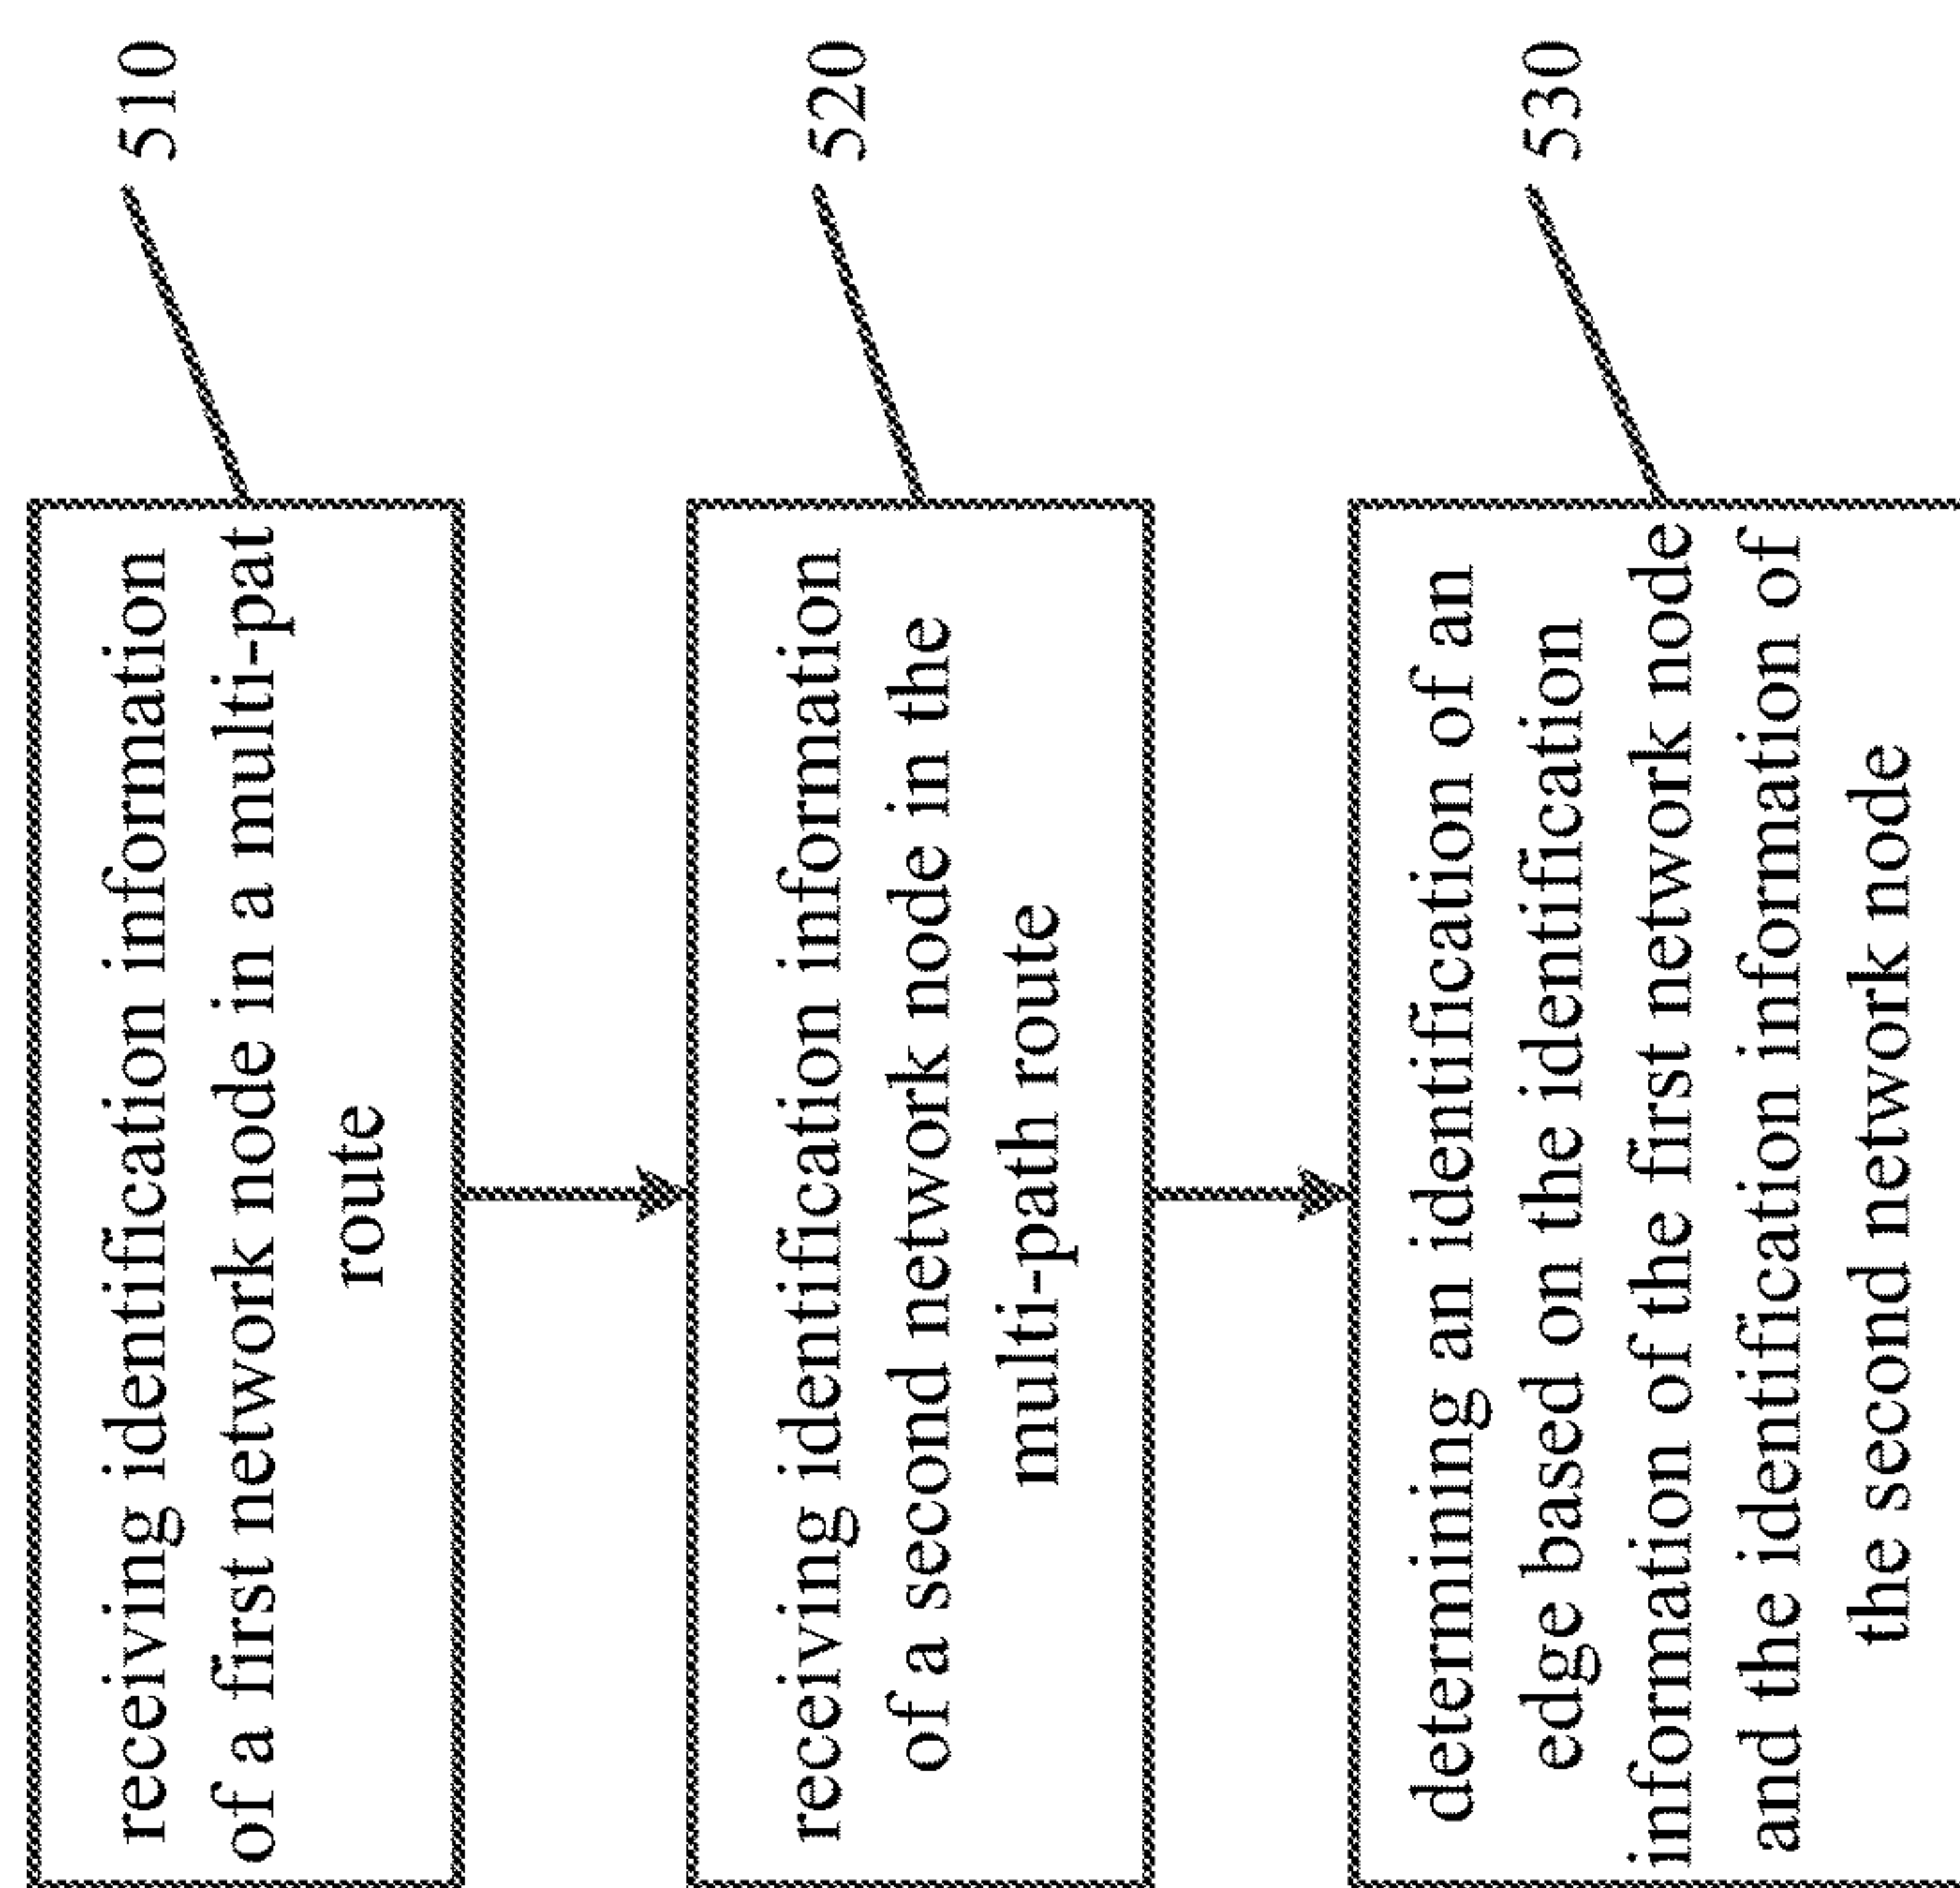 receiving identification information
of a first network node in a multi-pat
route
510
receiving identification information
of a second network node in the
multi-path route
520
determining an identification of an
edge based on the identification
information of the first network node
and the identification information of
the second network node
530